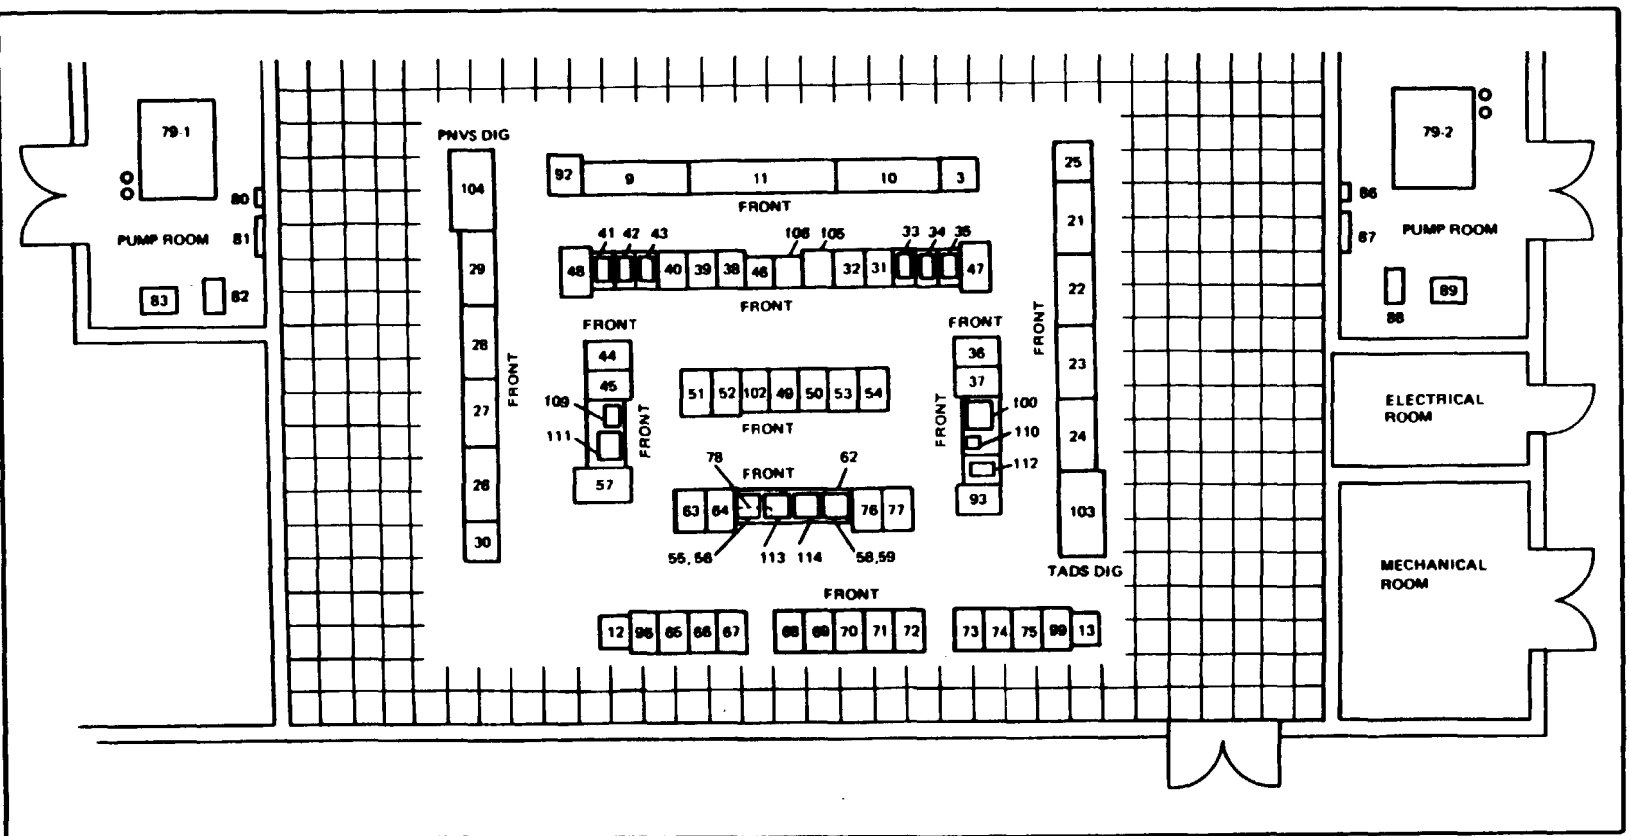 79-1
PUMP ROOM
80
81
82
83
PNVS DIG
104
29
28
27
26
30
FRONT
92 9 11 10 3
FRONT
41 42 43 106 105 33 34 35
48 40 39 38 46 32 31 47
FRONT
FRONT
44
45
109
111
57
FRONT
51 52 102 49 50 53 54
FRONT
FRONT
36
37
100
110
112
93
FRONT
78 FRONT 62
63 64 76 77
55, 56 113 114 58,59
FRONT
12 96 65 66 67
68 69 70 71 72
73 74 75 99 13
25
21
22
23
24
103
FRONT
TADS DIG
79-2
PUMP ROOM
86
87
88
89
ELECTRICAL
ROOM
MECHANICAL
ROOM